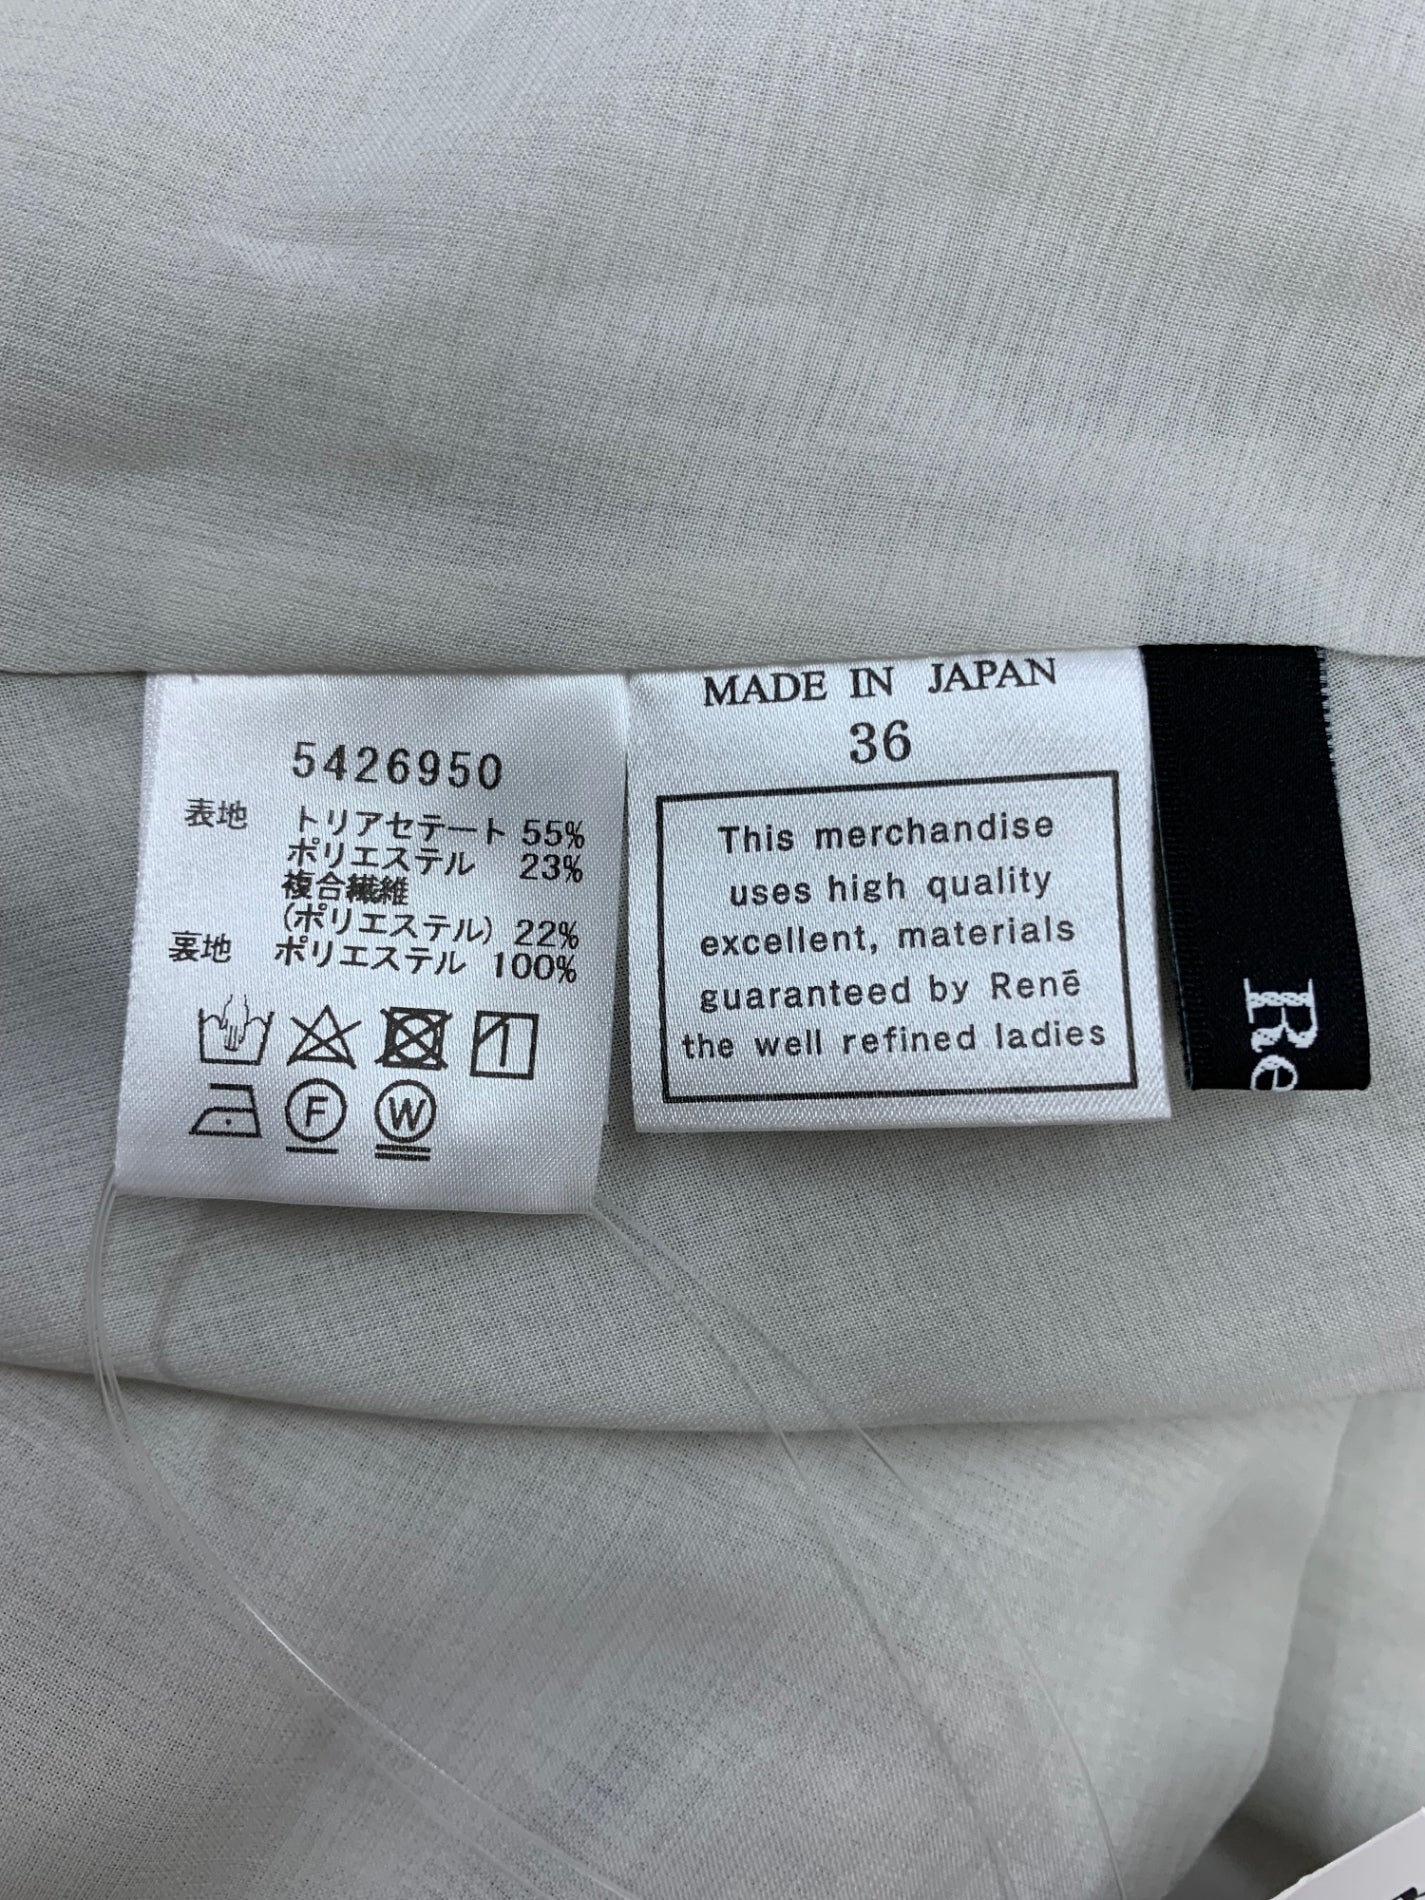 5426950
表地 トリアセテート 55%
ポリエステル 23%
複合繊維
(ポリエステル) 22%
裏地 ポリエステル 100%
F W
MADE IN JAPAN
36
This merchandise
uses high quality
excellent, materials
guaranteed by Renē
the well refined ladies
Re